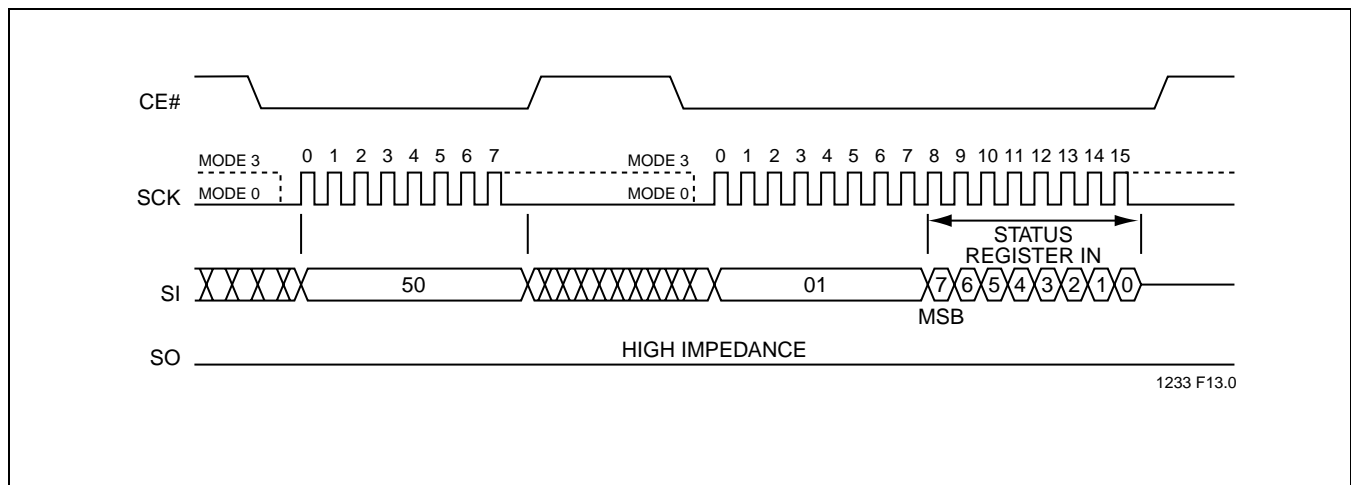 CE#
MODE 3 0 1 2 3 4 5 6 7 MODE 3 0 1 2 3 4 5 6 7 8 9 10 11 12 13 14 15
SCK MODE 0 MODE 0
STATUS
REGISTER IN
SI 50 01 7 6 5 4 3 2 1 0
MSB
SO HIGH IMPEDANCE
1233 F13.0